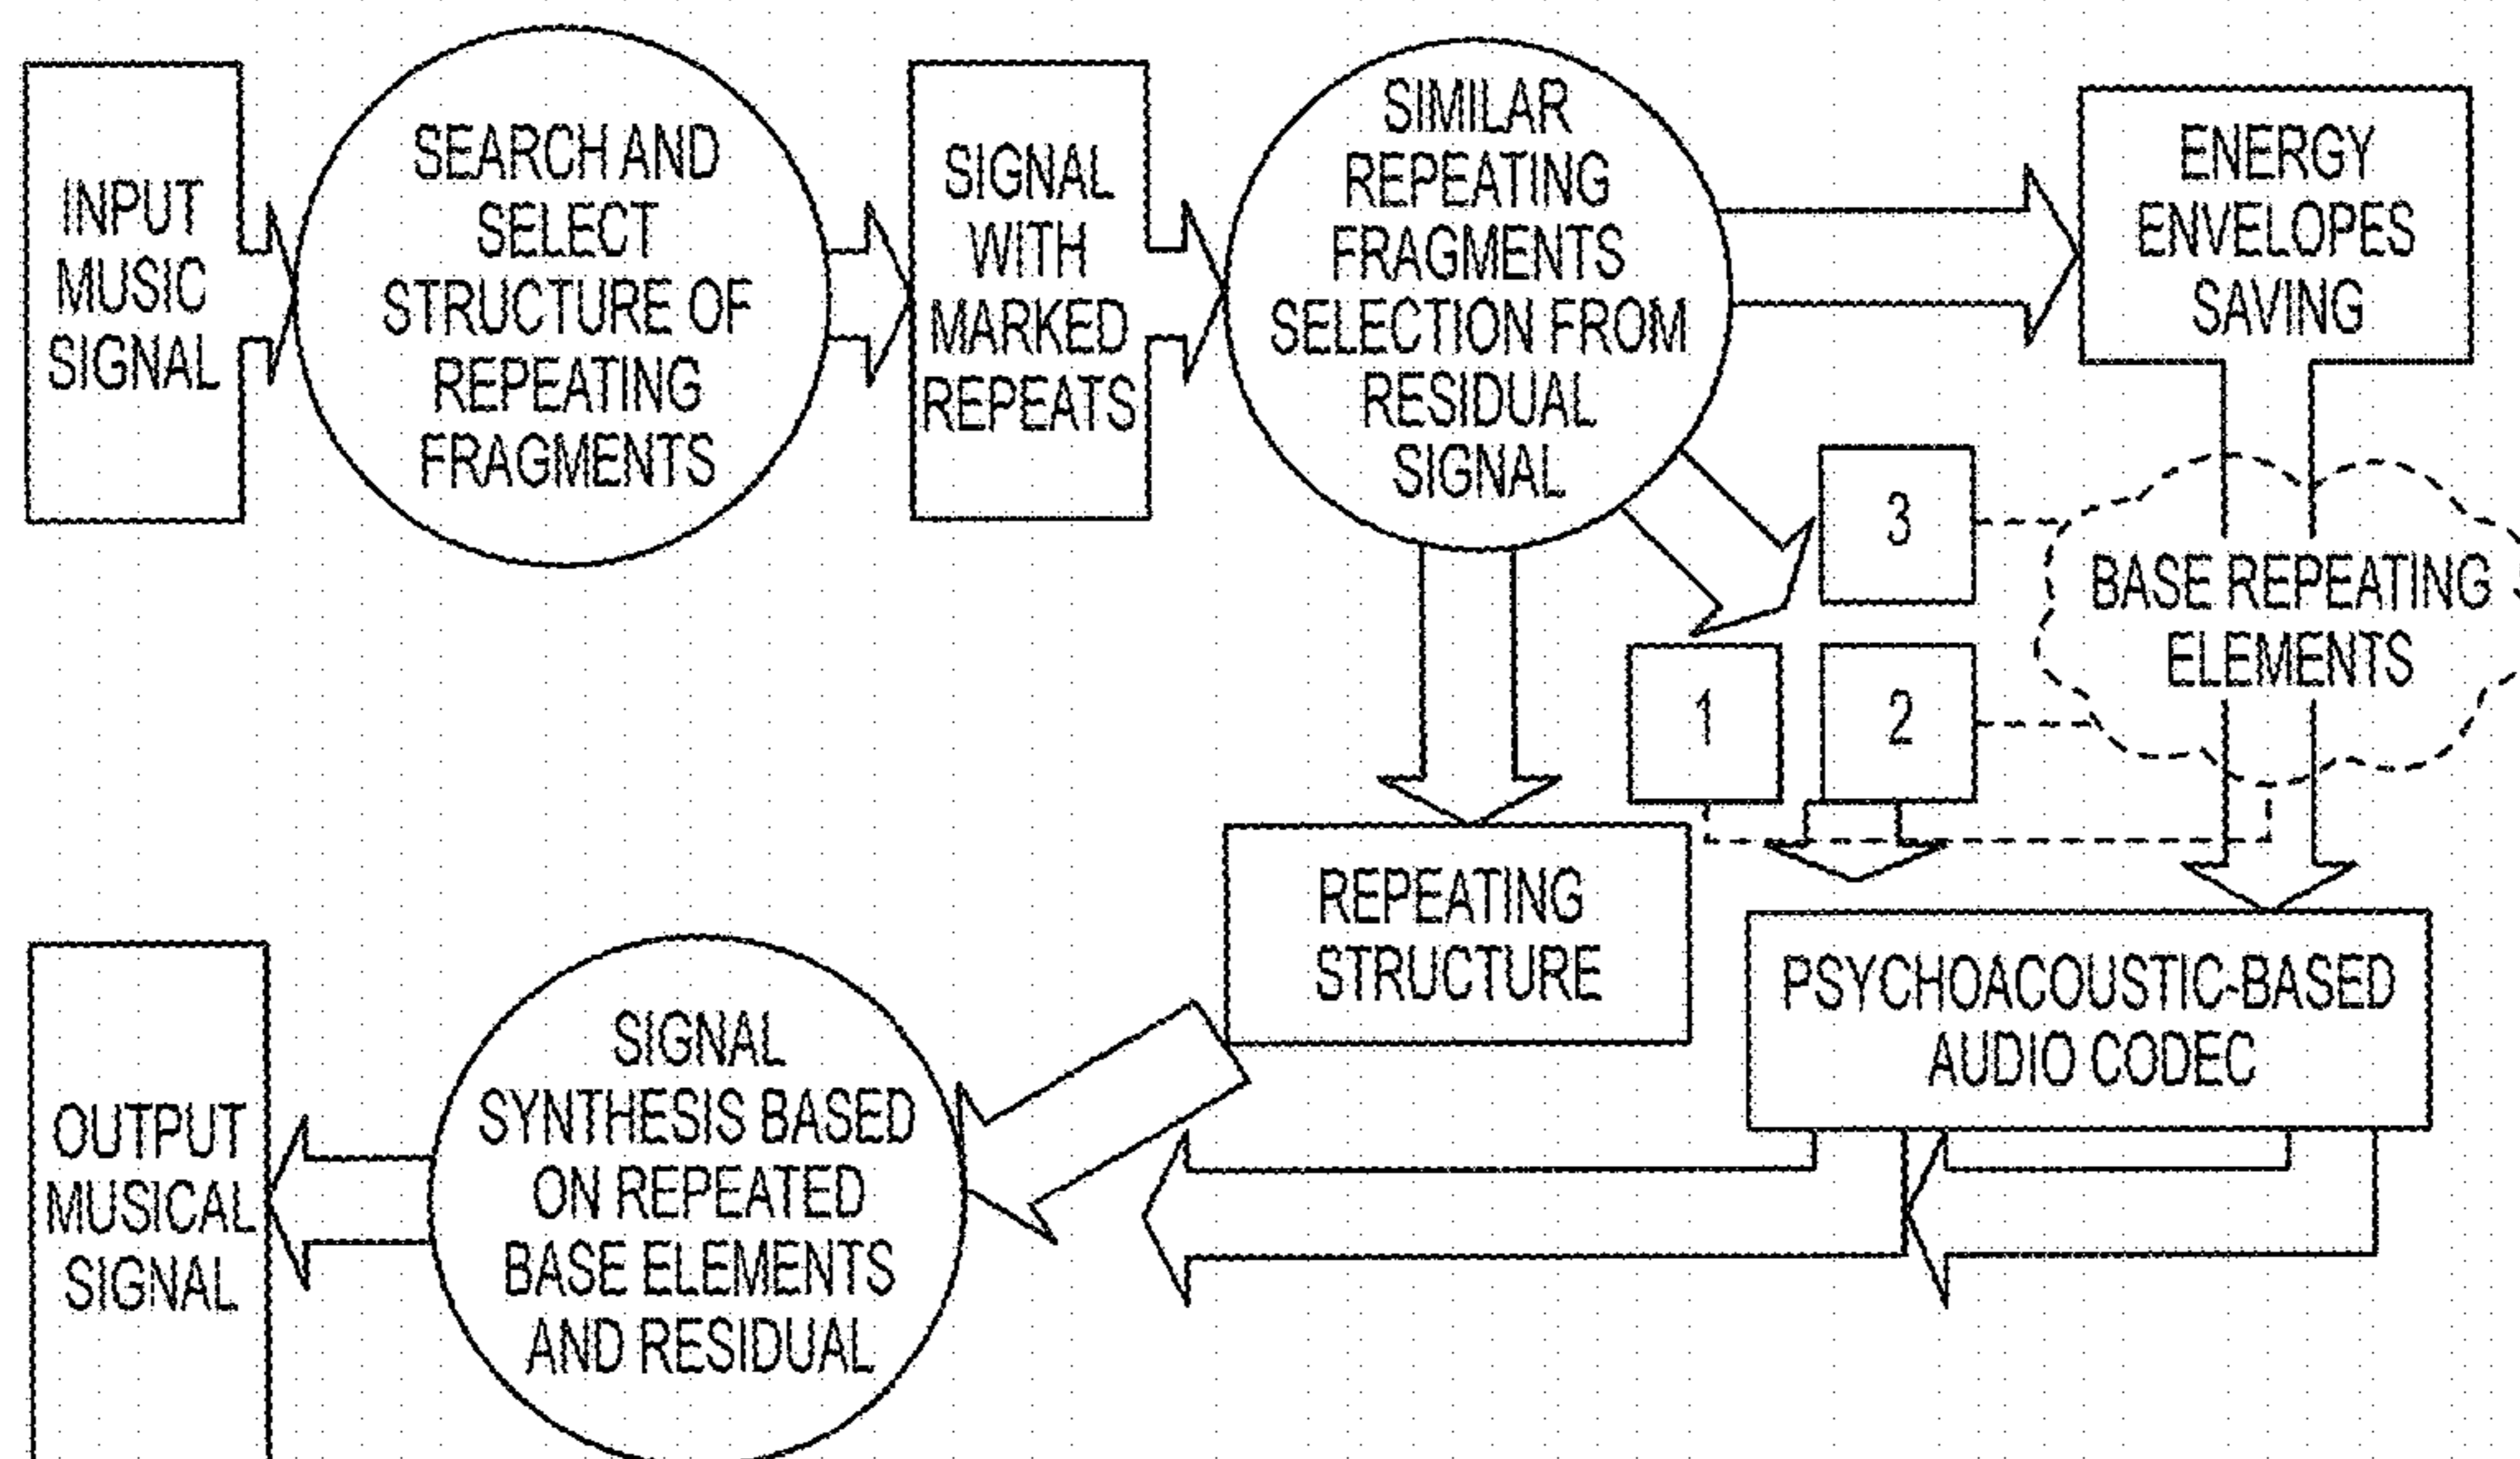 INPUT
MUSIC
SIGNAL
SEARCH AND
SELECT
STRUCTURE OF
REPEATING
FRAGMENTS
SIGNAL
WITH
MARKED
REPEATS
SIMILAR
REPEATING
FRAGMENTS
SELECTION FROM
RESIDUAL
SIGNAL
ENERGY
ENVELOPES
SAVING
3
BASE REPEATING
ELEMENTS
1
2
REPEATING
STRUCTURE
PSYCHOACOUSTIC-BASED
AUDIO CODEC
SIGNAL
SYNTHESIS BASED
ON REPEATED
BASE ELEMENTS
AND RESIDUAL
OUTPUT
MUSICAL
SIGNAL